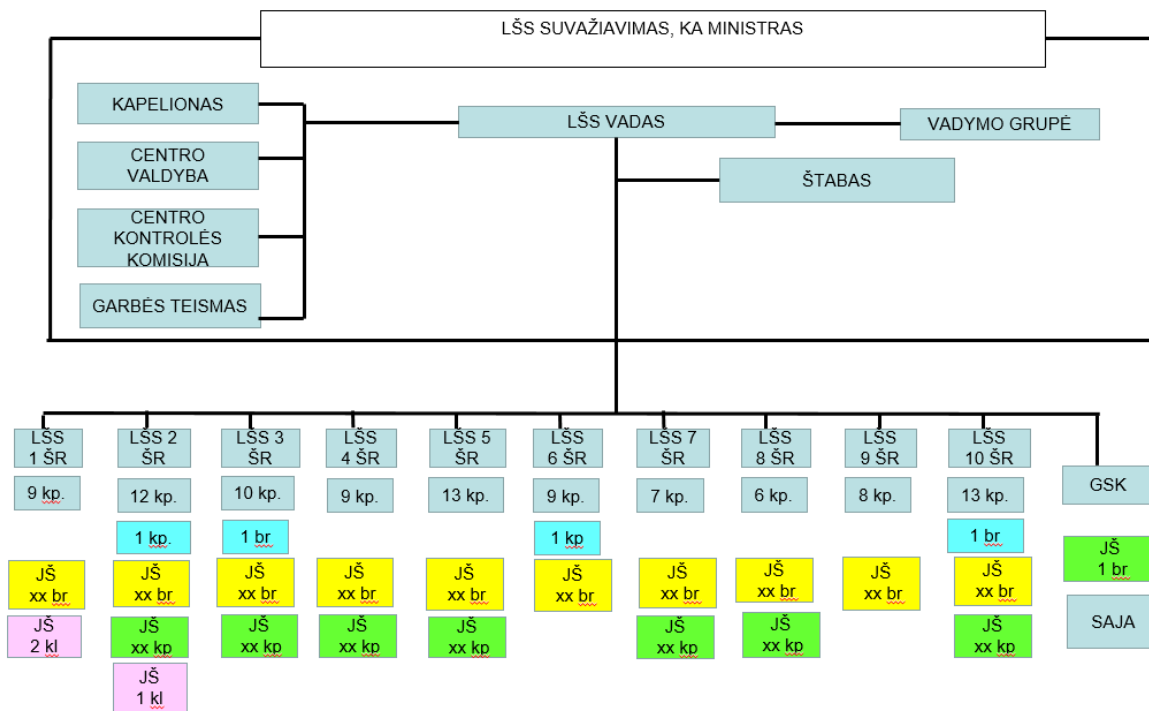 LŠS SUVAŽIAVIMAS, KA MINISTRAS
KAPELIONAS
LŠS VADAS
VADYMO GRUPĖ
CENTRO
VALDYBA
ŠTABAS
CENTRO
KONTROLĖS
KOMISIJA
GARBĖS TEISMAS
LŠS
1 ŠR
LŠS 2
ŠR
LŠS 3
ŠR
LŠS
4 ŠR
LŠS 5
ŠR
LŠS
6 ŠR
LŠS 7
ŠR
LŠS
8 ŠR
LŠS
9 ŠR
LŠS
10 ŠR
GSK
9 kp.
12 kp.
10 kp.
9 kp.
13 kp.
9 kp.
7 kp.
6 kp.
8 kp.
13 kp.
1 kp.
1 br
1 kp
1 br
JŠ
1 br
JŠ
xx br
JŠ
xx br
JŠ
xx br
JŠ
xx br
JŠ
xx br
JŠ
xx br
JŠ
xx br
JŠ
xx br
JŠ
xx br
JŠ
xx br
SAJA
JŠ
2 kl
JŠ
xx kp
JŠ
xx kp
JŠ
xx kp
JŠ
xx kp
JŠ
xx kp
JŠ
xx kp
JŠ
xx kp
JŠ
1 kl